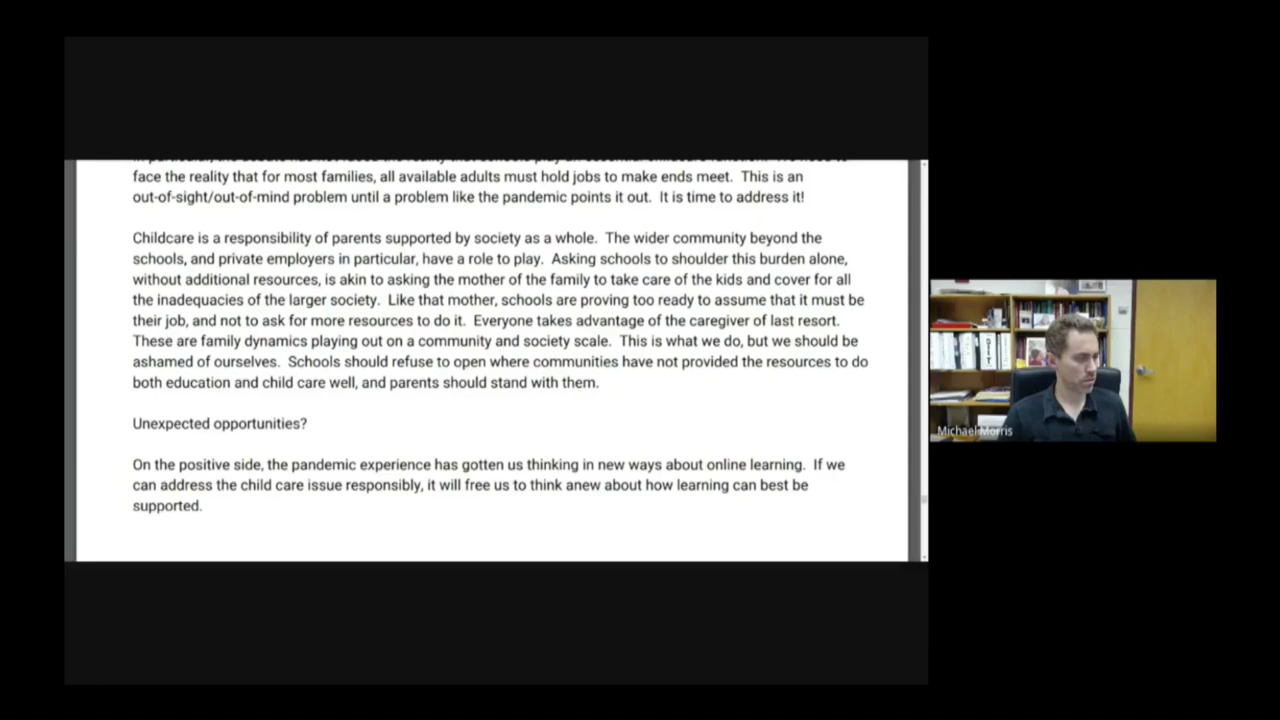 face the reality that for most families, all available adults must hold jobs to make ends meet.  This is an
out-of-sight/out-of-mind problem until a problem like the pandemic points it out.  It is time to address it!
Childcare is a responsibility of parents supported by society as a whole.  The wider community beyond the
schools, and private employers in particular, have a role to play.  Asking schools to shoulder this burden alone,
without additional resources, is akin to asking the mother of the family to take care of the kids and cover for all
the inadequacies of the larger society.  Like that mother, schools are proving too ready to assume that it must be
their job, and not to ask for more resources to do it.  Everyone takes advantage of the caregiver of last resort.
These are family dynamics playing out on a community and society scale.  This is what we do, but we should be
ashamed of ourselves.  Schools should refuse to open where communities have not provided the resources to do
both education and child care well, and parents should stand with them.
Unexpected opportunities?
On the positive side, the pandemic experience has gotten us thinking in new ways about online learning.  If we
can address the child care issue responsibly, it will free us to think anew about how learning can best be
supported.
Michael Morris